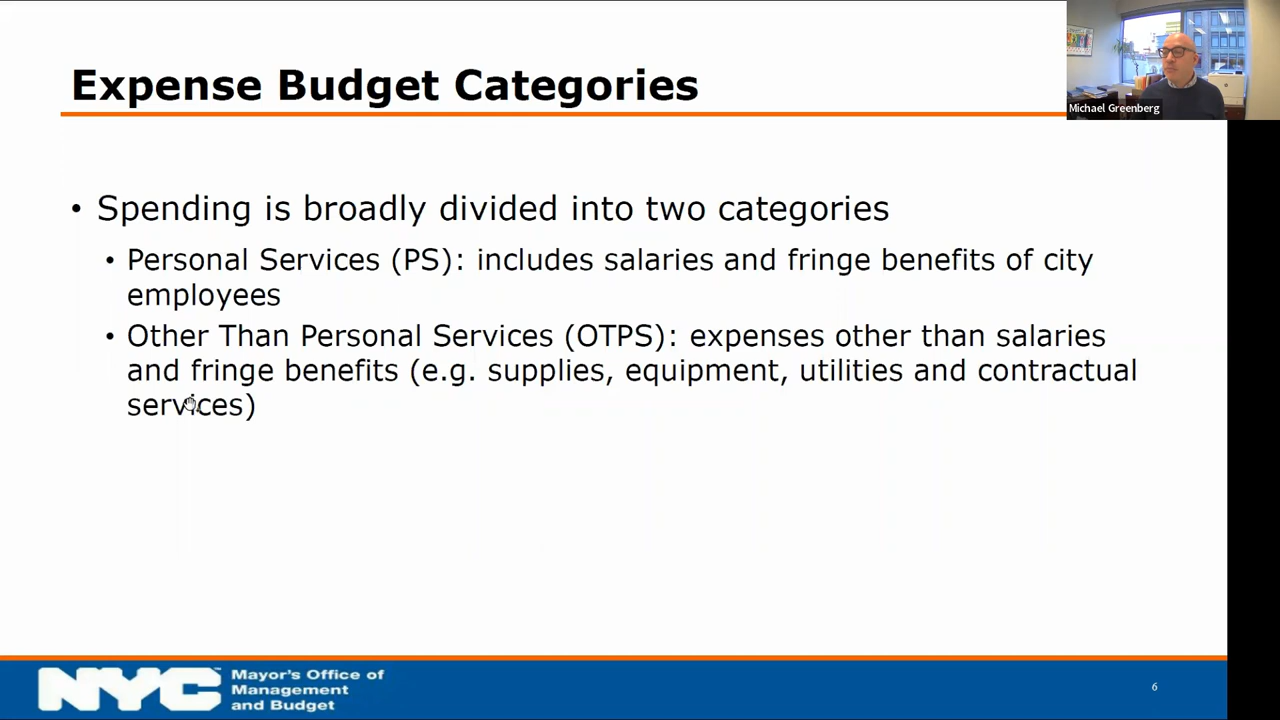 Expense Budget Categories
Michael Greenberg
• Spending is broadly divided into two categories
• Personal Services (PS): includes salaries and fringe benefits of city
employees
• Other Than Personal Services (OTPS): expenses other than salaries
and fringe benefits (e.g. supplies, equipment, utilities and contractual
services)
NYC
Mayor's Office of
Management
and Budget
6